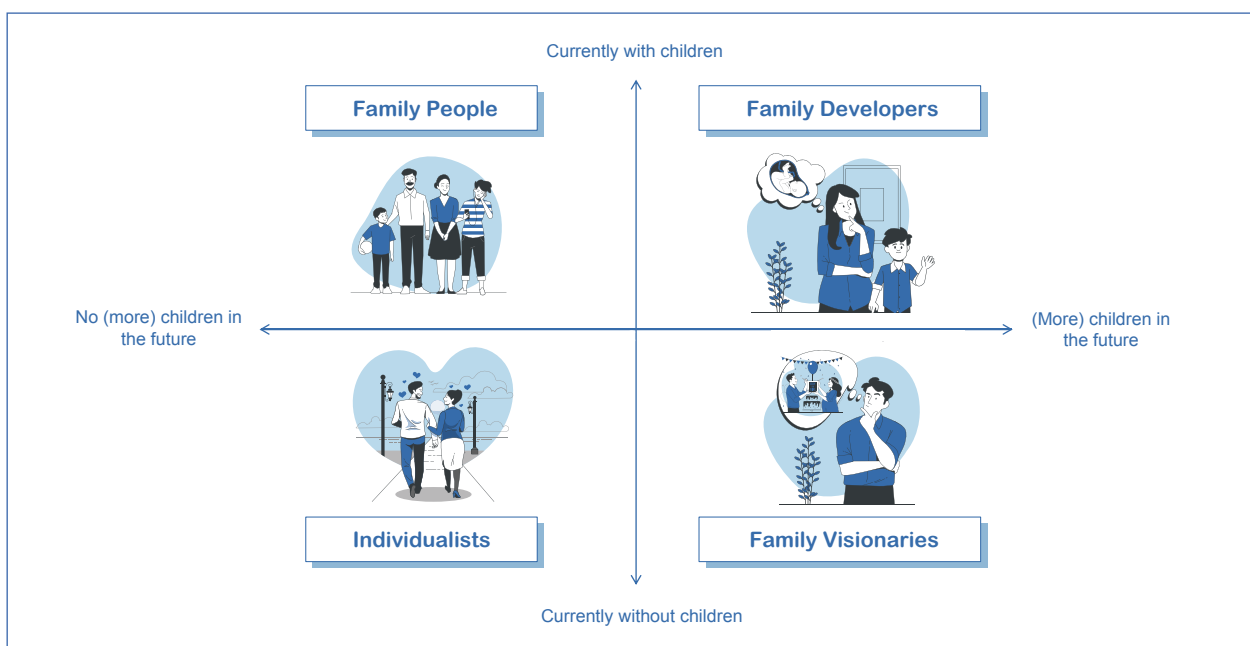 Currently with children
Family People
Family Developers
No (more) children in
the future
(More) children in
the future
Individualists
Family Visionaries
Currently without children